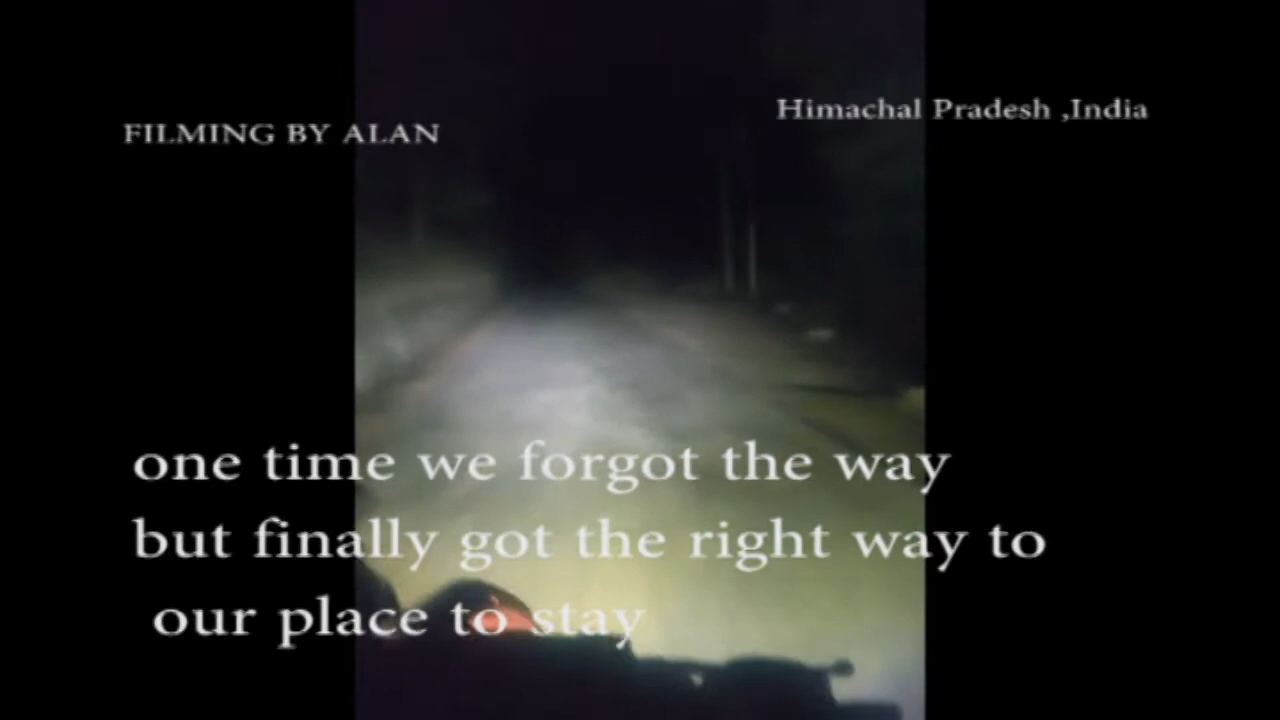 Himachal Pradesh ,India
FILMING BY ALAN
one time we forgot the way
but finally got the right way to
our place to stay